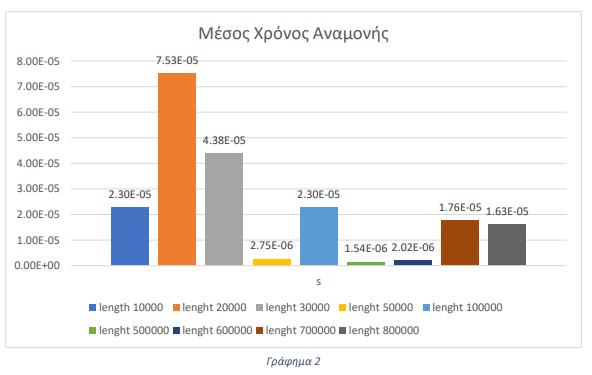 Μέσος Χρόνος Αναμονής
8.00E-05
7.00E-05
6.00E-05
5.00E-05
4.00E-05
3.00E-05
2.00E-05
1.00E-05
0.00E+00
2.30E-05
7.53E-05
4.38E-05
2.75E-06
2.30E-05
1.54E-06
2.02E-06
1.76E-05
1.63E-05
s
length 10000
lenght 20000
lenght 30000
lenght 50000
lenght 100000
lenght 500000
lenght 600000
lenght 700000
lenght 800000
Γράφημα 2